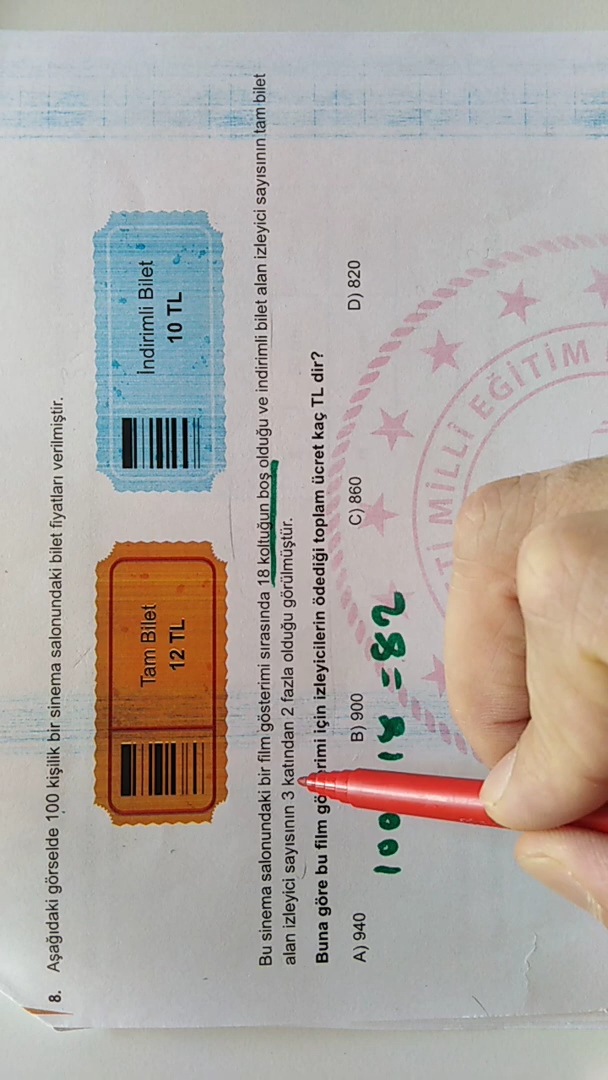 8. Aşağıdaki görselde 100 kişilik bir sinema salonundaki bilet fiyatları verilmiştir.
Tam Bilet
12 TL
İndirimli Bilet
10 TL
Bu sinema salonundaki bir film gösterimi sırasında 18 koltuğun boş olduğu ve indirimli bilet alan izleyici sayısının tam bilet
alan izleyici sayısının 3 katından 2 fazla olduğu görülmüştür.
Buna göre bu film için izleyicilerin ödediği toplam ücret kaç TL dir?
A) 940 B) 900 C) 860 D) 820
100 18 = 82
MİLLÎ EĞİTİM